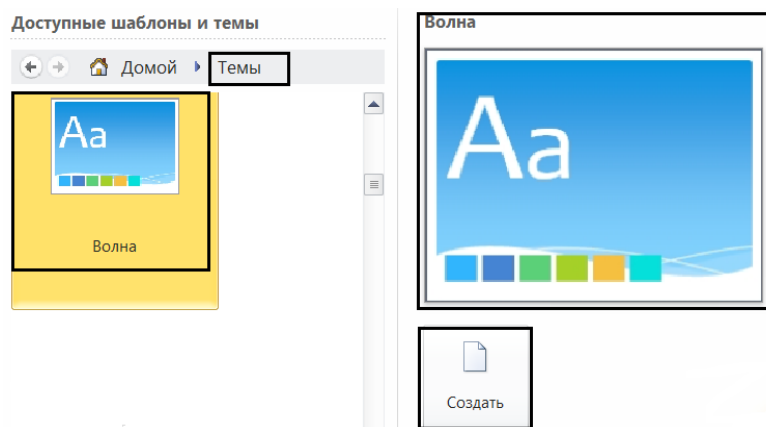 Доступные шаблоны и темы
Домой Темы
Aa
Волна
Волна
Aa
Создать